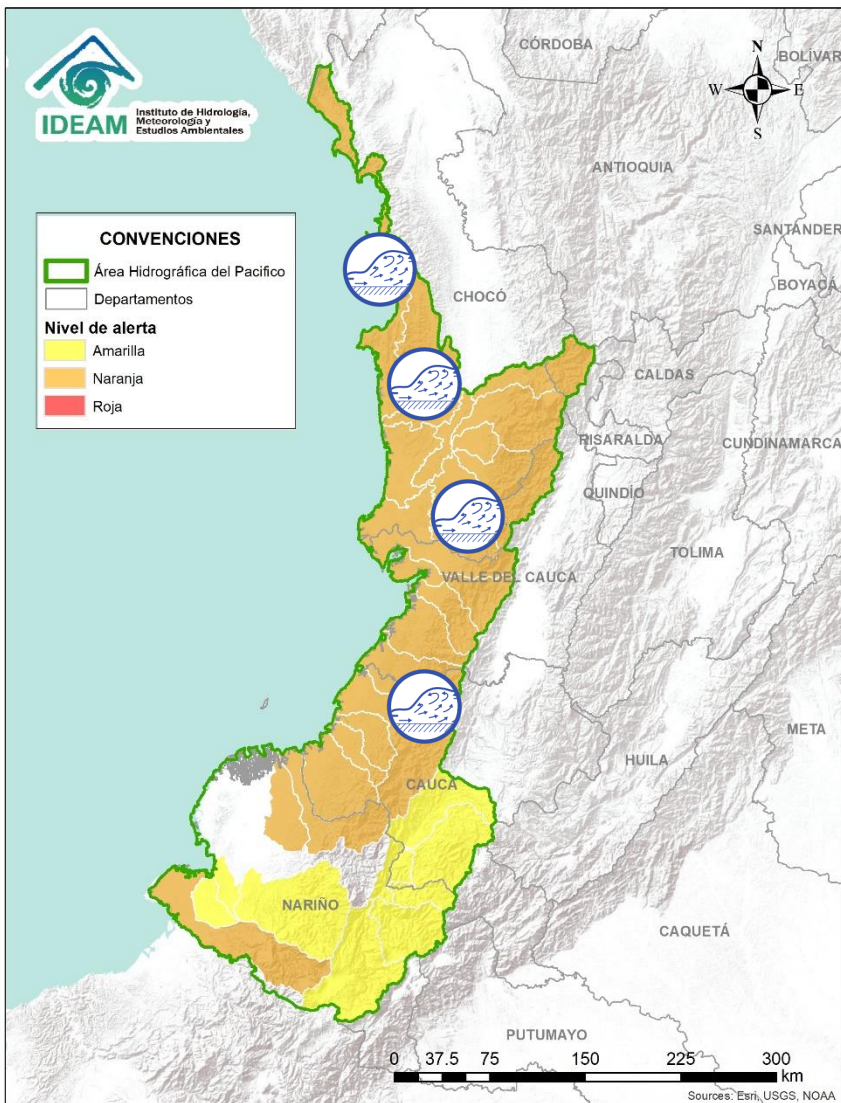 IDEAM
Instituto de Hidrología,
Meteorología y
Estudios Ambientales
CÓRDOBA
BOLÍVAR
N
W
E
S
ANTIOQUIA
SANTANDER
BOYACÁ
CONVENCIONES
Área Hidrográfica del Pacifico
Departamentos
Nivel de alerta
Amarilla
Naranja
Roja
CHOCÓ
CALDAS
RISARALDA
CUNDINAMARCA
QUINDÍO
TOLIMA
VALLE DEL CAUCA
META
HUILA
CAUCA
NARIÑO
CAQUETÁ
PUTUMAYO
0 37.5 75 150 225 300
km
Sources: Esri, USGS, NOAA